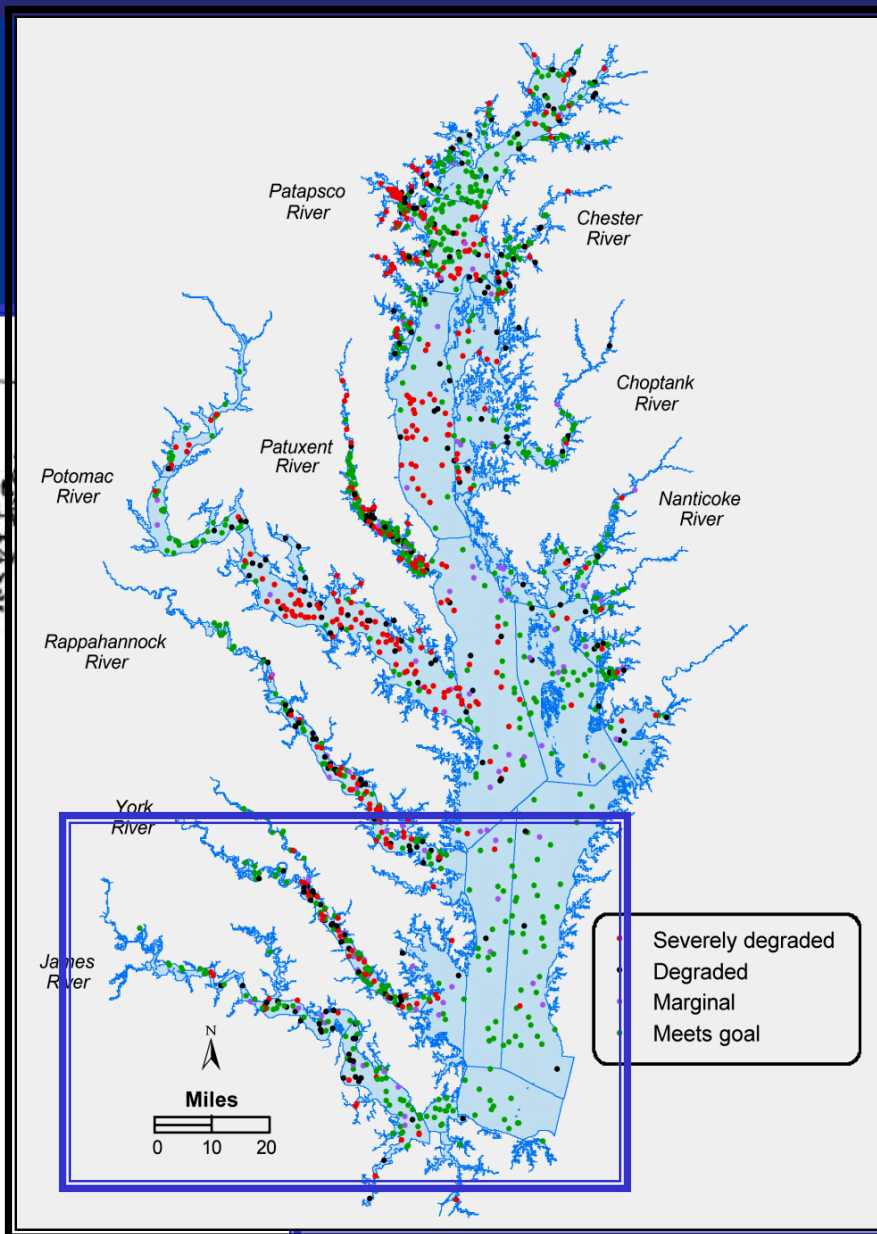 Patapsco
River
Chester
River
Choptank
River
Patuxent
River
Potomac
River
Nanticoke
River
Rappahannock
River
York
River
James
River
Severely degraded
Degraded
Marginal
Meets goal
N
Miles
0 10 20